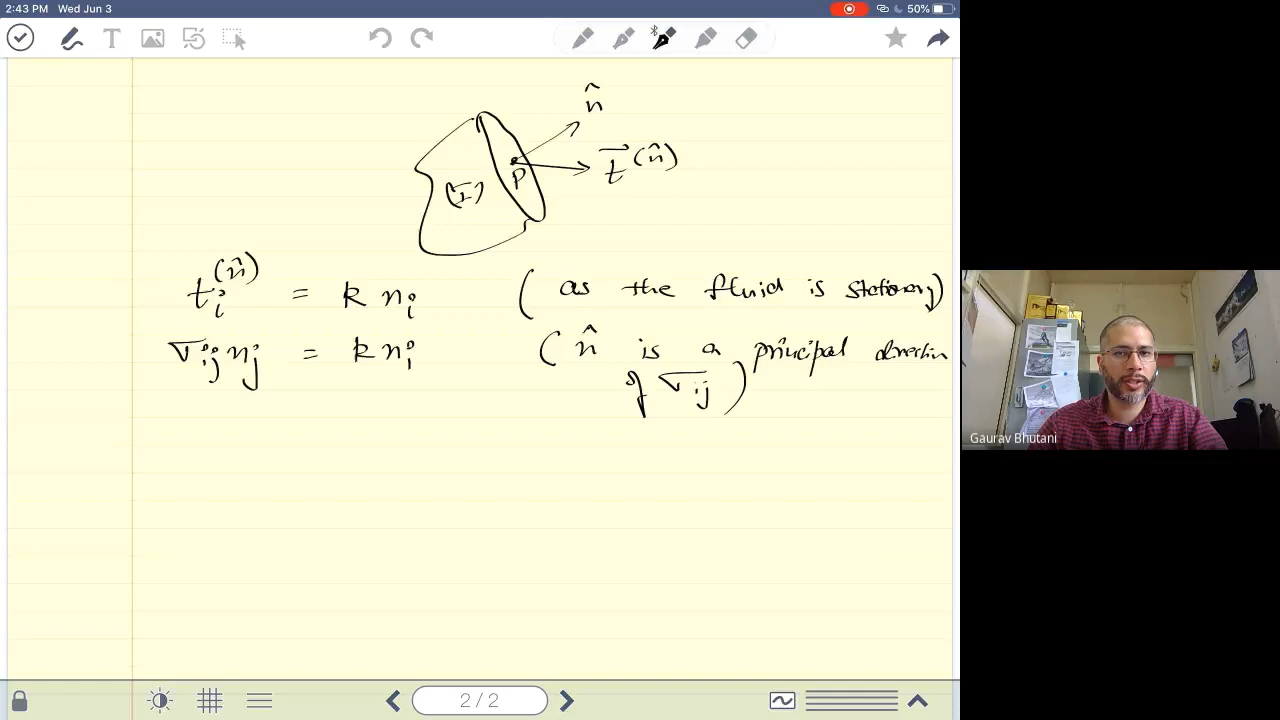 2:43 PM Wed Jun 3
50%
T
n̂
t⃗ (n̂)
P
(I)
tᵢ(n̂) = k nᵢ ( as the fluid is stationary)
σᵢⱼ nⱼ = k nᵢ ( n̂ is a principal direction
of σᵢⱼ )
Gaurav Bhutani
2 / 2